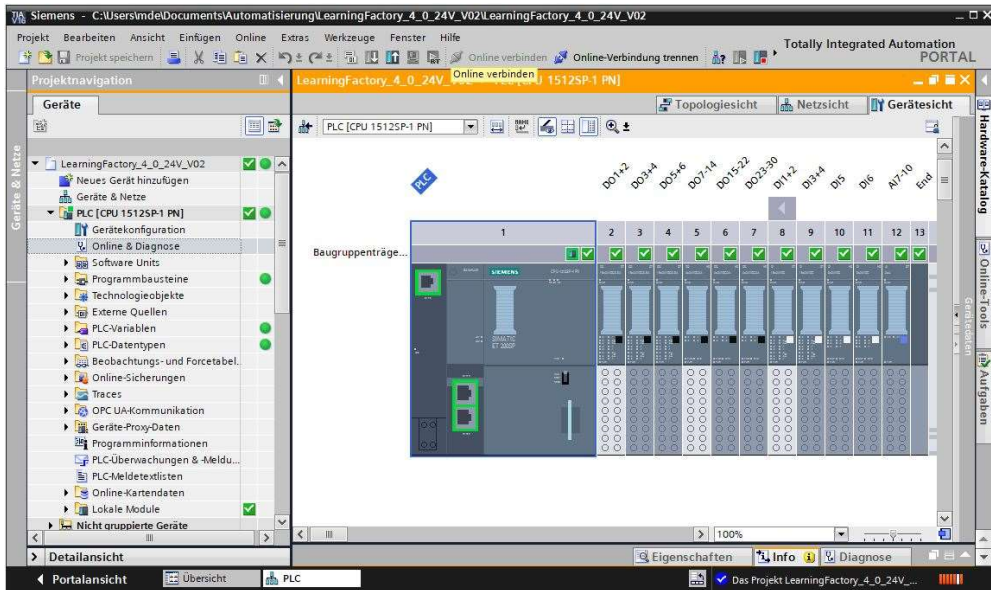 Siemens - C:\Users\mde\Documents\Automatisierung\LearningFactory_4_0_24V_V02\LearningFactory_4_0_24V_V02
Projekt Bearbeiten Ansicht Einfügen Online Extras Werkzeuge Fenster Hilfe
Totally Integrated Automation
PORTAL
Projekt speichern Online verbinden Online-Verbindung trennen
Online verbinden
Projektnavigation
Geräte
LearningFactory_4_0_24V_V02
Neues Gerät hinzufügen
Geräte & Netze
PLC [CPU 1512SP-1 PN]
Gerätekonfiguration
Online & Diagnose
Software Units
Programmbausteine
Technologieobjekte
Externe Quellen
PLC-Variablen
PLC-Datentypen
Beobachtungs- und Forcetabel...
Online-Sicherungen
Traces
OPC UA-Kommunikation
Geräte-Proxy-Daten
Programminformationen
PLC-Überwachungen & -Meldu...
PLC-Meldetextlisten
Online-Kartendaten
Lokale Module
Nicht gruppierte Geräte
Detailansicht
Geräte & Netze
Topologiesicht Netzsicht Gerätesicht
PLC [CPU 1512SP-1 PN]
PLC
DO1+2 DO3+4 DO5+6 DO7-14 DO15-22 DO23-30 DI1+2 DI3+4 DI5 DI6 AI7-10 End
1 2 3 4 5 6 7 8 9 10 11 12 13
Baugruppenträge...
SIEMENS
SIMATIC
ET 200SP
100%
Gerätedaten
Eigenschaften Info Diagnose
Hardware-Katalog
Online-Tools
Aufgaben
Portalansicht Übersicht PLC
Das Projekt LearningFactory_4_0_24V_...